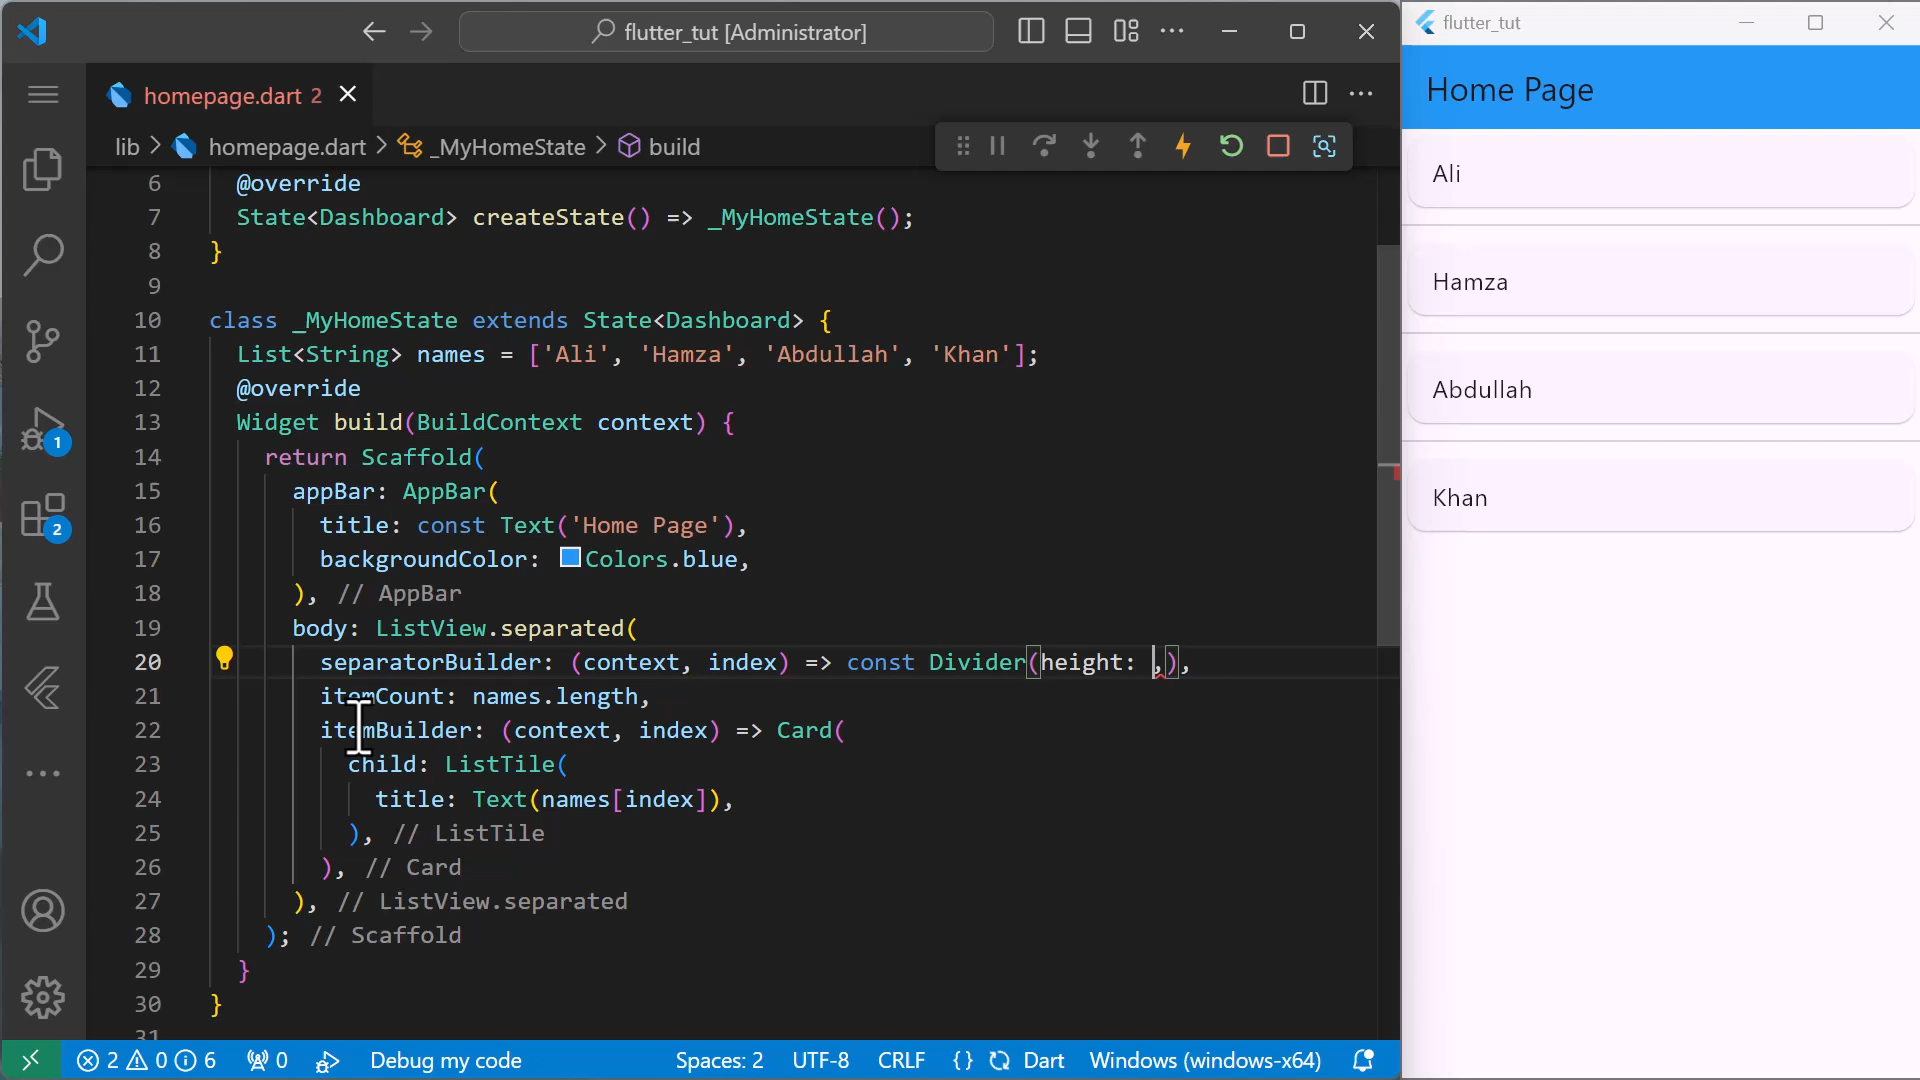 flutter_tut [Administrator]
homepage.dart 2
lib > homepage.dart > _MyHomeState > build
6 @override
7 State<Dashboard> createState() => _MyHomeState();
8 }
9
10 class _MyHomeState extends State<Dashboard> {
11 List<String> names = ['Ali', 'Hamza', 'Abdullah', 'Khan'];
12 @override
13 Widget build(BuildContext context) {
14 return Scaffold(
15 appBar: AppBar(
16 title: const Text('Home Page'),
17 backgroundColor: Colors.blue,
18 ), // AppBar
19 body: ListView.separated(
20 separatorBuilder: (context, index) => const Divider(height: ,),
21 itemCount: names.length,
22 itemBuilder: (context, index) => Card(
23 child: ListTile(
24 title: Text(names[index]),
25 ), // ListTile
26 ), // Card
27 ), // ListView.separated
28 ); // Scaffold
29 }
30 }
31
1
2
2 0 6 0 Debug my code Spaces: 2 UTF-8 CRLF {} Dart Windows (windows-x64)
flutter_tut
Home Page
Ali
Hamza
Abdullah
Khan